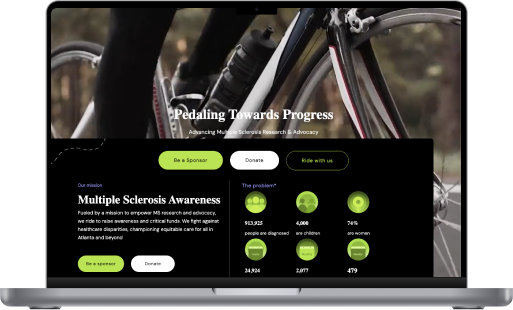 Pedaling Towards Progress
Advancing Multiple Sclerosis Research & Advocacy
Be a Sponsor
Donate
Ride with us
Our mission
Multiple Sclerosis Awareness
Fueled by a mission to empower MS research and advocacy,
we ride to raise awareness and critical funds. We fight against
healthcare disparities, championing equitable care for all in
Atlanta and beyond
Be a sponsor
Donate
The problem*
913,925
4,000
74%
people are diagnosed
are children
are women
24,924
2,077
479